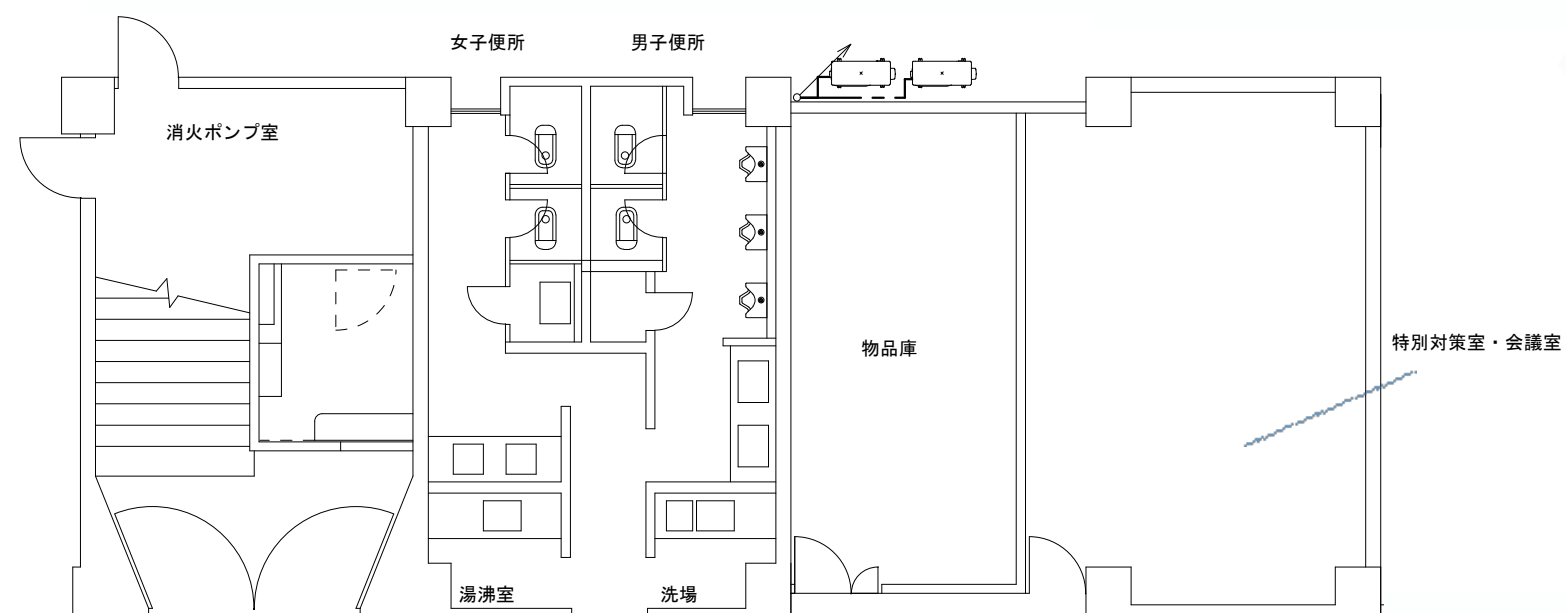 女子便所
男子便所
消火ポンプ室
物品庫
特別対策室・会議室
湯沸室
洗場